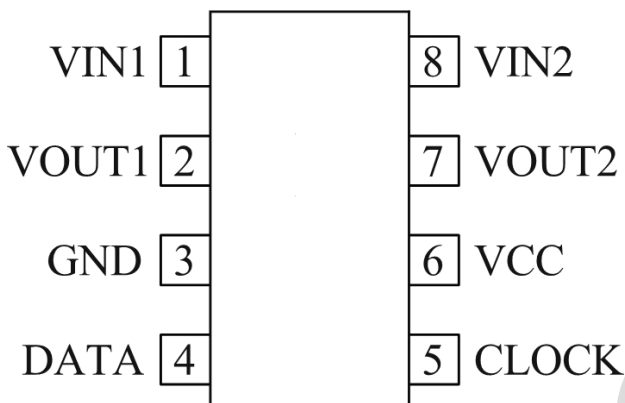 VIN1 1 8 VIN2
VOUT1 2 7 VOUT2
GND 3 6 VCC
DATA 4 5 CLOCK